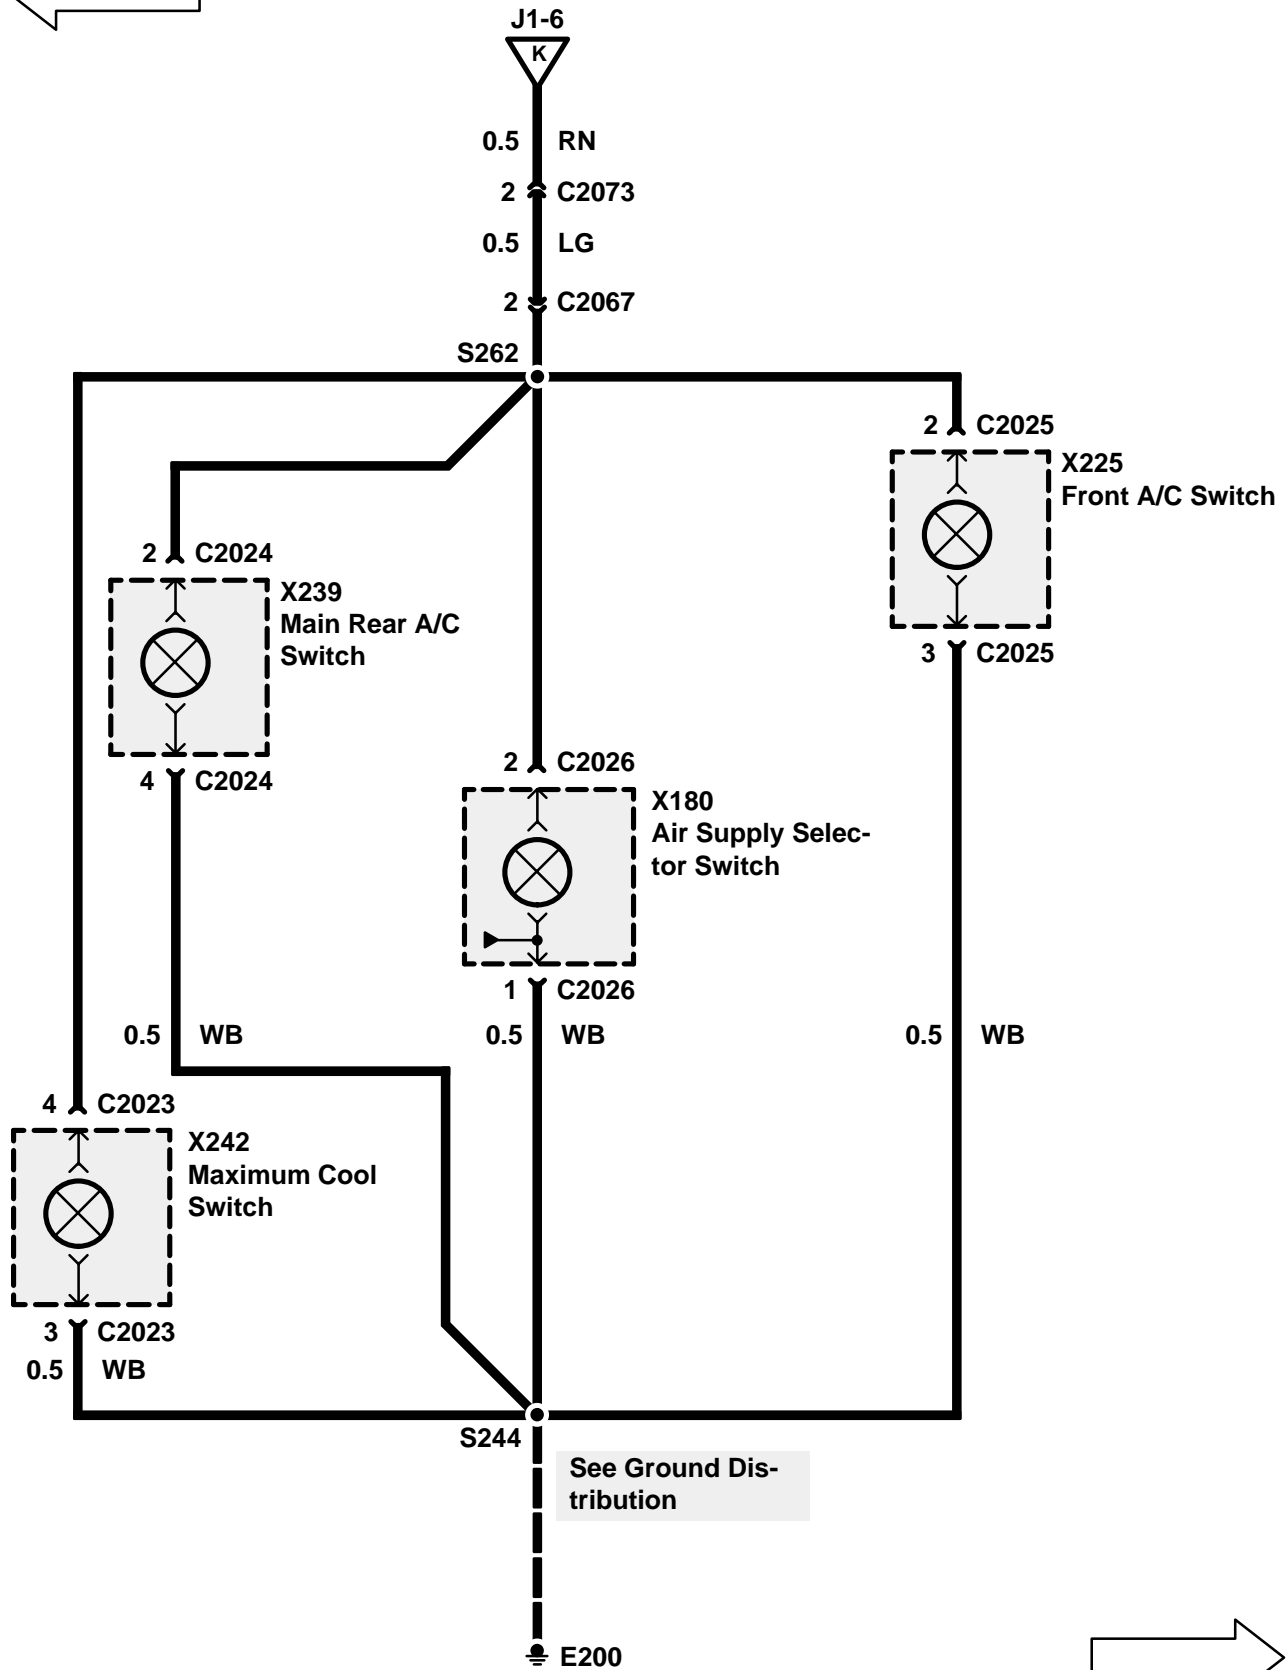 J1-6
K
0.5 RN
2 C2073
0.5 LG
2 C2067
S262
2 C2025
X225
Front A/C Switch
2 C2024
X239
Main Rear A/C
Switch
3 C2025
4 C2024
2 C2026
X180
Air Supply Selec-
tor Switch
1 C2026
0.5 WB
0.5 WB
0.5 WB
4 C2023
X242
Maximum Cool
Switch
3 C2023
0.5 WB
S244
See Ground Dis-
tribution
E200